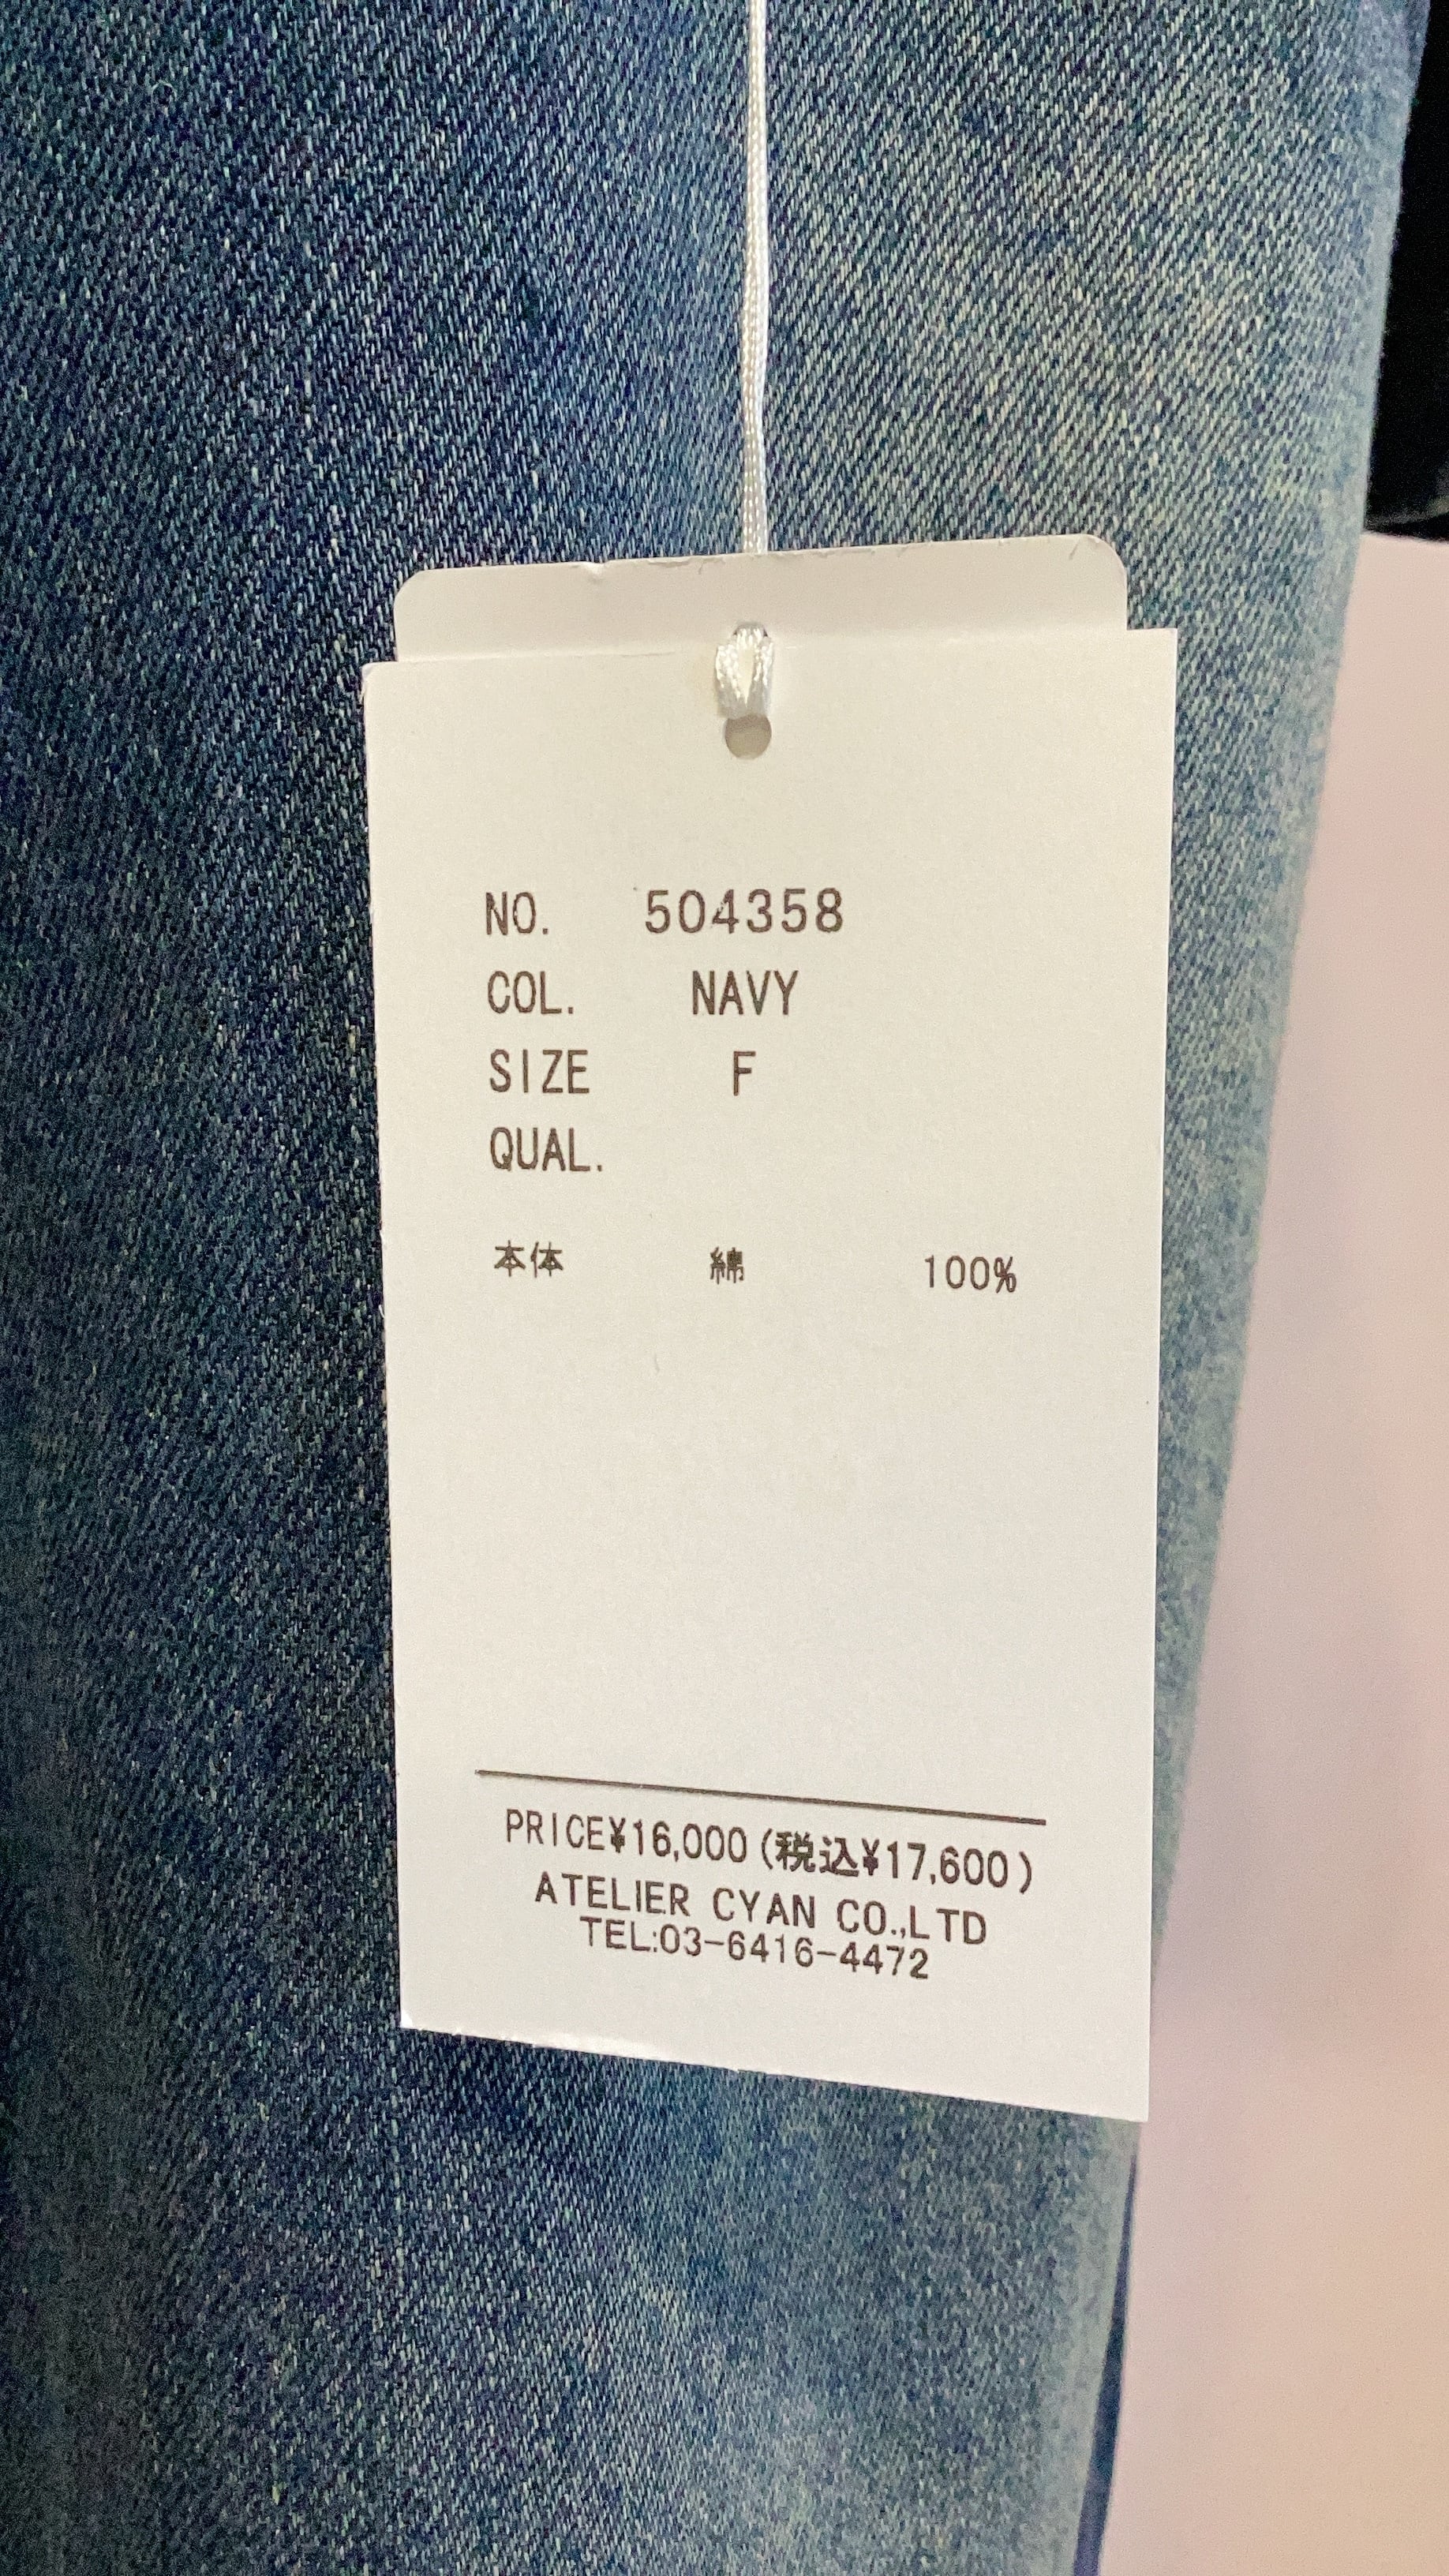 NO. 504358
COL. NAVY
SIZE F
QUAL.
本体 綿 100%
PRICE¥16,000(税込¥17,600)
ATELIER CYAN CO.,LTD
TEL:03-6416-4472